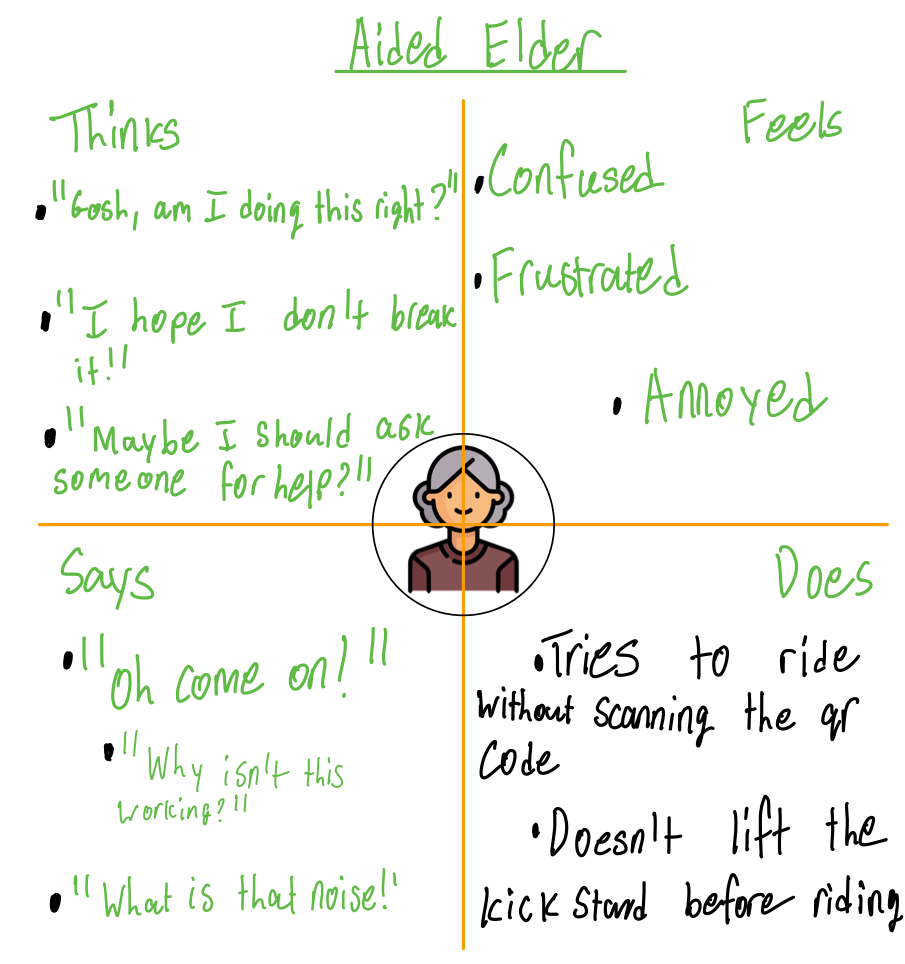 Aided Elder
Thinks
• "Gosh, am I doing this right?"
• "I hope I don't break
it!"
• "Maybe I should ask
someone for help?"
Feels
• Confused
• Frustrated
• Annoyed
Says
• "Oh come on!"
• "Why isn't this
working?"
• "What is that noise!"
Does
• Tries to ride
without scanning the qr
code
• Doesn't lift the
kick stand before riding